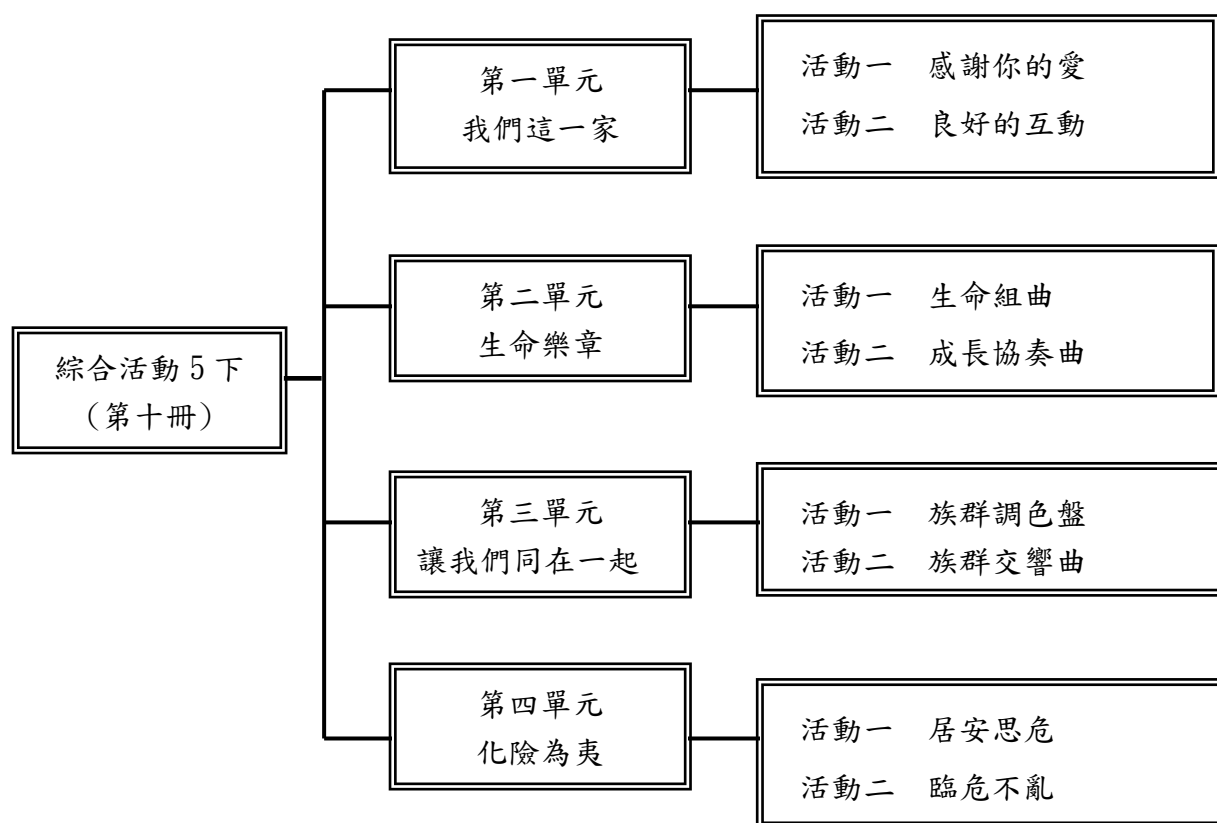 綜合活動5下
（第十冊）
第一單元
我們這一家
活動一　感謝你的愛
活動二　良好的互動
第二單元
生命樂章
活動一　生命組曲
活動二　成長協奏曲
第三單元
讓我們同在一起
活動一　族群調色盤
活動二　族群交響曲
第四單元
化險為夷
活動一　居安思危
活動二　臨危不亂